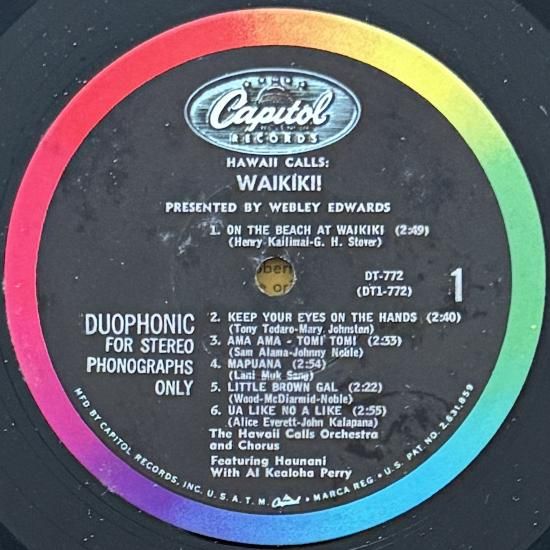 Capitol
RECORDS
HAWAII CALLS:
WAIKIKI!
PRESENTED BY WEBLEY EDWARDS
1. ON THE BEACH AT WAIKIKI (2:49)
(Henry Kailimai-G. H. Stover)
DT-772
(DT1-772)
1
DUOPHONIC
FOR STEREO
PHONOGRAPHS
ONLY
2. KEEP YOUR EYES ON THE HANDS (2:40)
(Tony Todaro-Mary Johnston)
3. AMA AMA - TOMI TOMI (2:33)
(Sam Alama-Johnny Noble)
4. MAPUANA (2:54)
(Lani Muk Sang)
5. LITTLE BROWN GAL (2:22)
(Wood-McDiarmid-Noble)
6. UA LIKE NO A LIKE (2:55)
(Alice Everett-John Kalapana)
The Hawaii Calls Orchestra
and Chorus
Featuring Haunani
With Al Kealoha Perry
MFD BY CAPITOL RECORDS, INC. U. S. A. T. M. Capitol • MARCA REG. • U. S. PAT. NO. 2,631,859